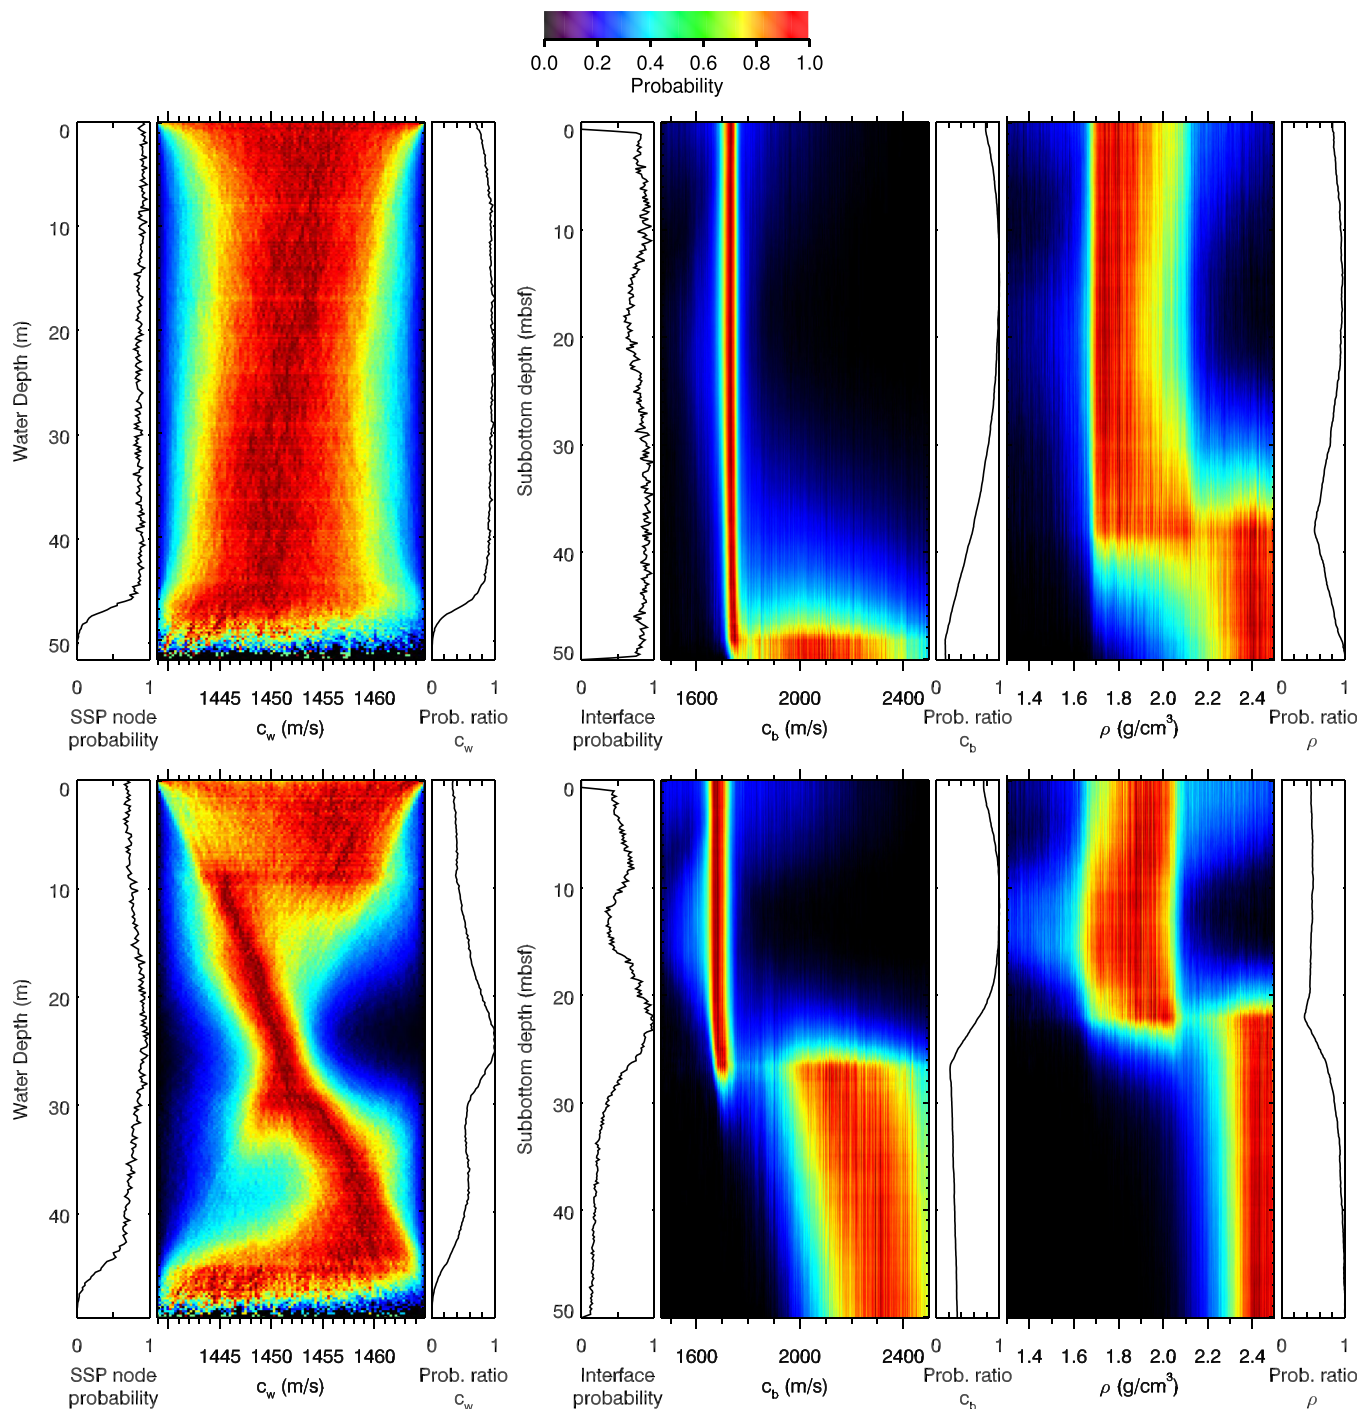 0.0 0.2 0.4 0.6 0.8 1.0
Probability
0
10
20
30
40
50
Water Depth (m)
0
10
20
30
40
50
Subbottom depth (mbsf)
0 1
SSP node
probability
1445 1450 1455 1460
c_w (m/s)
0 1
Prob. ratio
c_w
0 1
Interface
probability
1600 2000 2400
c_b (m/s)
0 1
Prob. ratio
c_b
1.4 1.6 1.8 2.0 2.2 2.4
ρ (g/cm³)
0 1
Prob. ratio
ρ
0
10
20
30
40
Water Depth (m)
0
10
20
30
40
50
Subbottom depth (mbsf)
0 1
SSP node
probability
1445 1450 1455 1460
c_w (m/s)
0 1
Prob. ratio
c_w
0 1
Interface
probability
1600 2000 2400
c_b (m/s)
0 1
Prob. ratio
c_b
1.4 1.6 1.8 2.0 2.2 2.4
ρ (g/cm³)
0 1
Prob. ratio
ρ